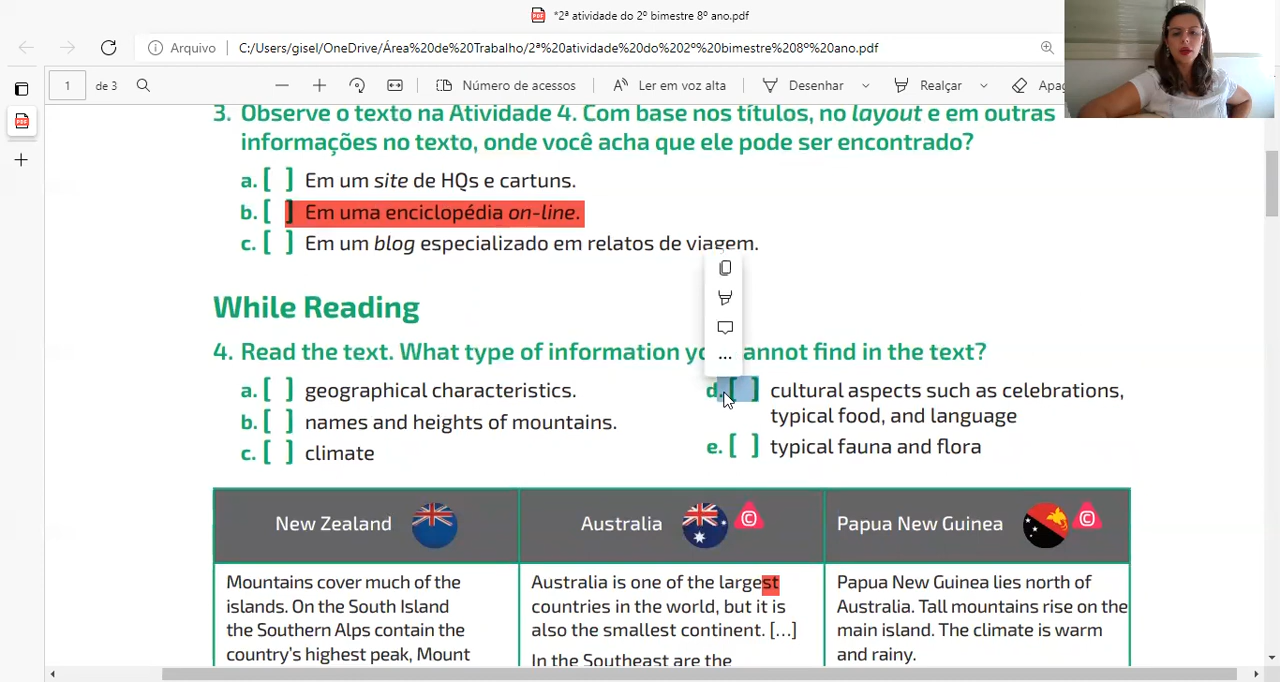 *2ª atividade do 2º bimestre 8º ano.pdf
Arquivo C:/Users/gisel/OneDrive/Área%20de%20Trabalho/2ª%20atividade%20do%202º%20bimestre%208º%20ano.pdf
1 de 3 Número de acessos Ler em voz alta Desenhar Realçar
3. Observe o texto na Atividade 4. Com base nos títulos, no layout e em outras
informações no texto, onde você acha que ele pode ser encontrado?
a. [ ] Em um site de HQs e cartuns.
b. [ ] Em uma enciclopédia on-line.
c. [ ] Em um blog especializado em relatos de viagem.
While Reading
4. Read the text. What type of information yo annot find in the text?
a. [ ] geographical characteristics.
b. [ ] names and heights of mountains.
c. [ ] climate
d. [ ] cultural aspects such as celebrations,
typical food, and language
e. [ ] typical fauna and flora
New Zealand
Mountains cover much of the
islands. On the South Island
the Southern Alps contain the
country's highest peak, Mount
Australia ©
Australia is one of the largest
countries in the world, but it is
also the smallest continent. [...]
In the Southeast are the
Papua New Guinea ©
Papua New Guinea lies north of
Australia. Tall mountains rise on the
main island. The climate is warm
and rainy.